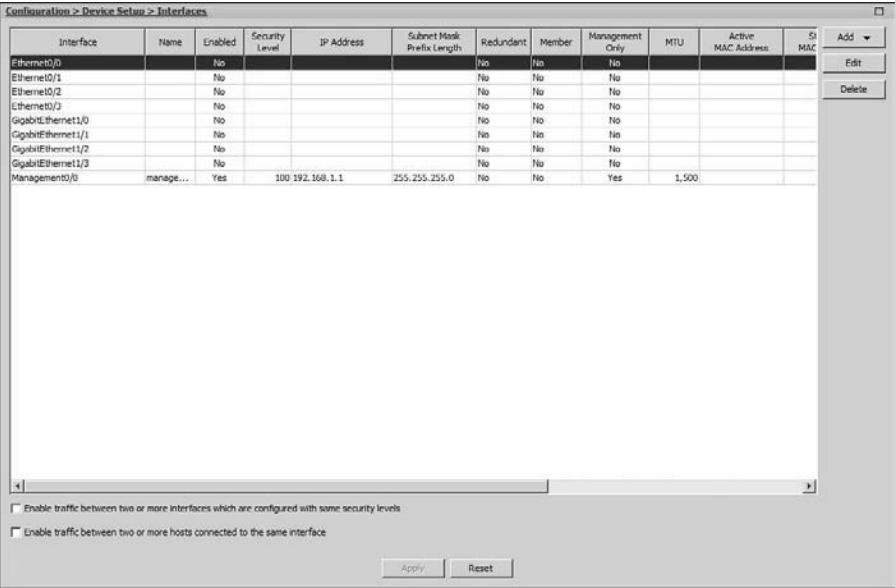 Configuration > Device Setup > Interfaces
Interface Name Enabled Security Level IP Address Subnet Mask Prefix Length Redundant Member Management Only MTU Active MAC Address St MAC
Ethernet0/0 No No No No
Ethernet0/1 No No No No
Ethernet0/2 No No No No
Ethernet0/3 No No No No
GigabitEthernet1/0 No No No No
GigabitEthernet1/1 No No No No
GigabitEthernet1/2 No No No No
GigabitEthernet1/3 No No No No
Management0/0 manage... Yes 100 192.168.1.1 255.255.255.0 No No Yes 1,500
Add
Edit
Delete
Enable traffic between two or more interfaces which are configured with same security levels
Enable traffic between two or more hosts connected to the same interface
Apply Reset